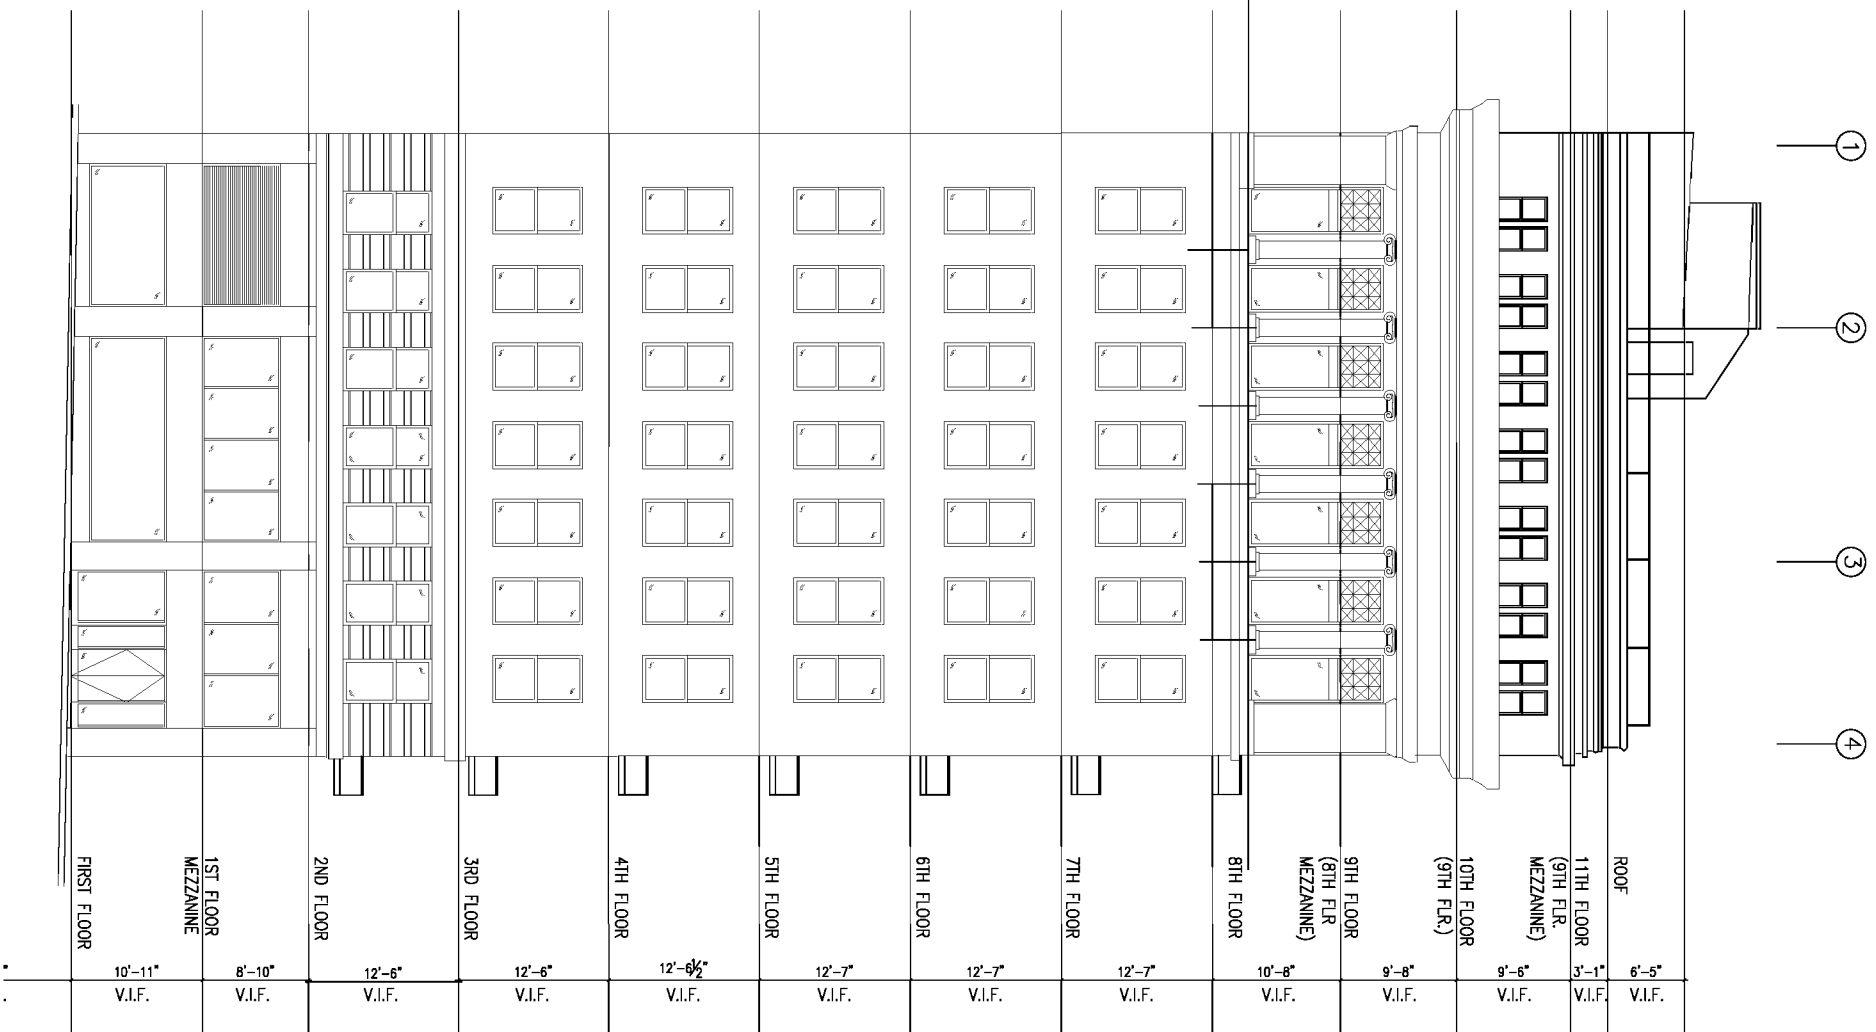 1
2
3
4
FIRST FLOOR
1ST FLOOR
MEZZANINE
2ND FLOOR
3RD FLOOR
4TH FLOOR
5TH FLOOR
6TH FLOOR
7TH FLOOR
8TH FLOOR
9TH FLOOR
(8TH FLR
MEZZANINE)
10TH FLOOR
(9TH FLR.)
11TH FLOOR
(9TH FLR.
MEZZANINE)
ROOF
10'-11" 8'-10" 12'-6" 12'-6" 12'-6½" 12'-7" 12'-7" 12'-7" 10'-8" 9'-8" 9'-6" 3'-1" 6'-5"
V.I.F. V.I.F. V.I.F. V.I.F. V.I.F. V.I.F. V.I.F. V.I.F. V.I.F. V.I.F. V.I.F. V.I.F. V.I.F.